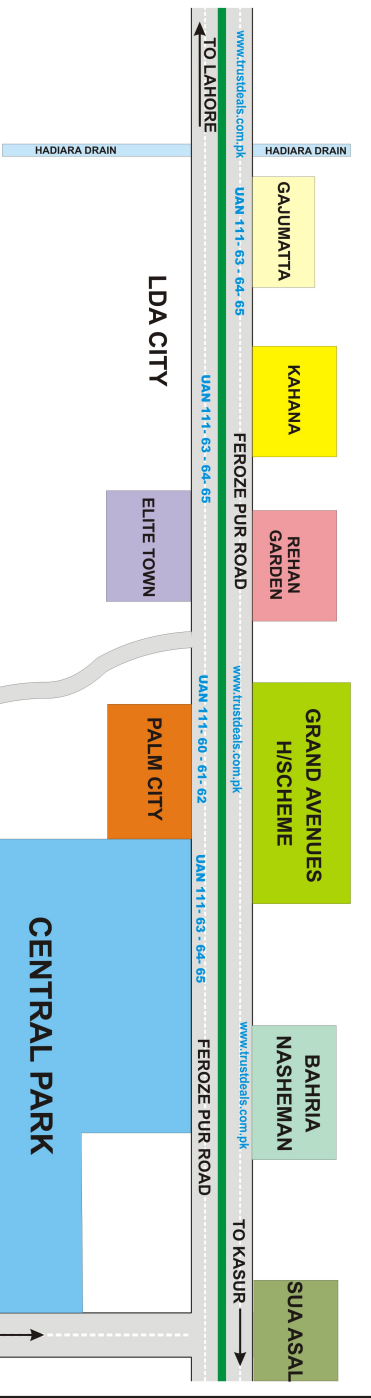 TO LAHORE
www.trustdeals.com.pk
HADIARA DRAIN
HADIARA DRAIN
GAJUMATTA
UAN 111- 63 - 64- 65
LDA CITY
KAHANA
UAN 111- 63 - 64- 65
FEROZE PUR ROAD
ELITE TOWN
REHAN
GARDEN
www.trustdeals.com.pk
UAN 111- 60 - 61- 62
PALM CITY
GRAND AVENUES
H/SCHEME
UAN 111- 63 - 64- 65
CENTRAL PARK
FEROZE PUR ROAD
www.trustdeals.com.pk
BAHRIA
NASHEMAN
TO KASUR
SUA ASAL